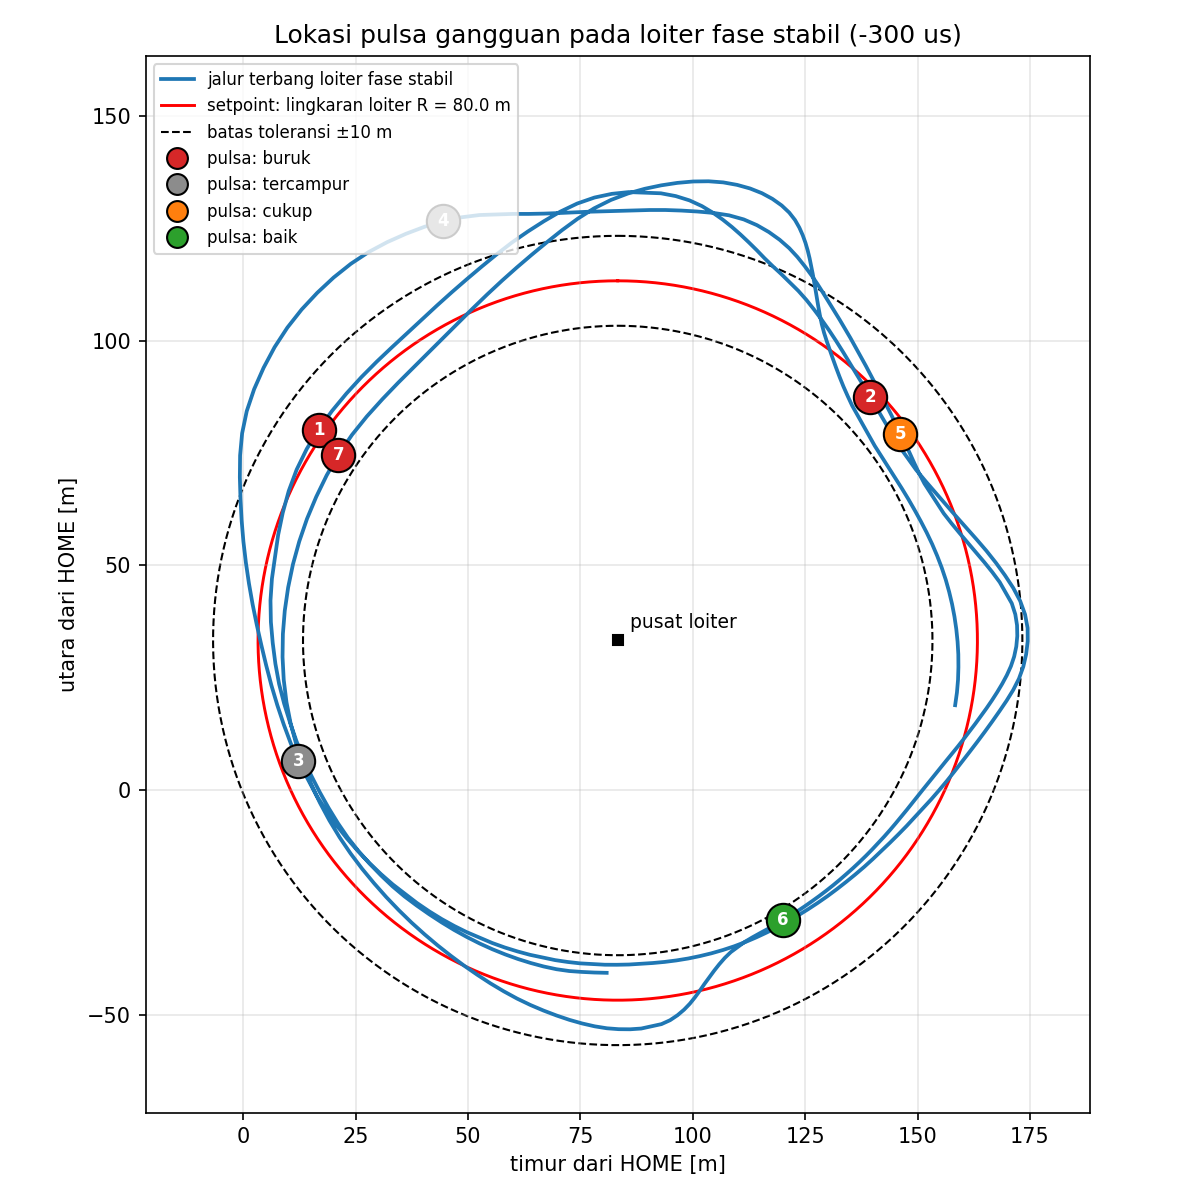 Lokasi pulsa gangguan pada loiter fase stabil (-300 us)
jalur terbang loiter fase stabil
setpoint: lingkaran loiter R = 80.0 m
batas toleransi ±10 m
pulsa: buruk
pulsa: tercampur
pulsa: cukup
pulsa: baik
150
100
50
0
−50
utara dari HOME [m]
4
2
5
1
7
pusat loiter
3
6
0
25
50
75
100
125
150
175
timur dari HOME [m]